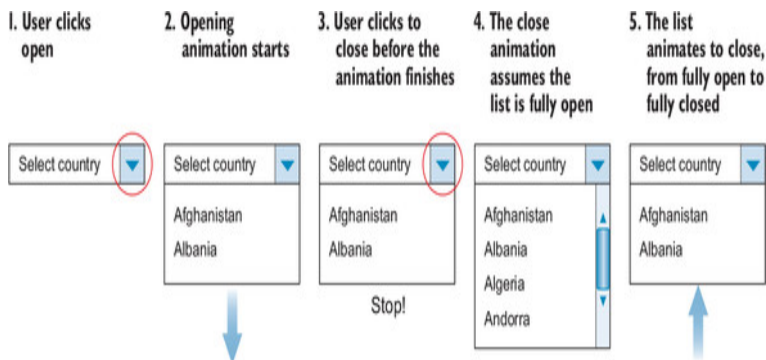 1. User clicks
open
2. Opening
animation starts
3. User clicks to
close before the
animation finishes
4. The close
animation
assumes the
list is fully open
5. The list
animates to close,
from fully open to
fully closed
Select country
Select country
Afghanistan
Albania
Select country
Afghanistan
Albania
Stop!
Select country
Afghanistan
Albania
Algeria
Andorra
Select country
Afghanistan
Albania